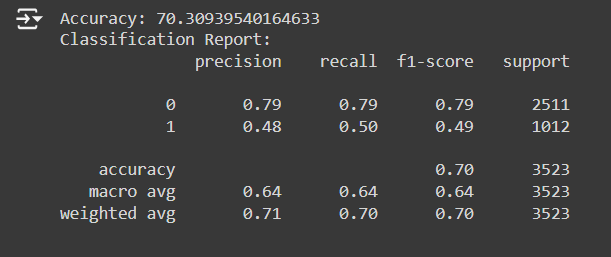 Accuracy: 70.30939540164633
Classification Report:
precision recall f1-score support
0 0.79 0.79 0.79 2511
1 0.48 0.50 0.49 1012
accuracy 0.70 3523
macro avg 0.64 0.64 0.64 3523
weighted avg 0.71 0.70 0.70 3523